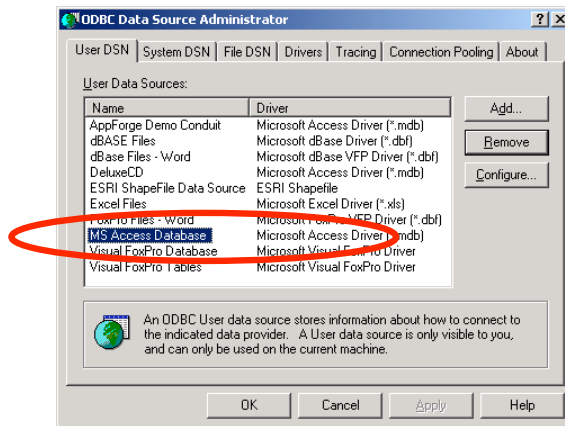 ODBC Data Source Administrator
User DSN System DSN File DSN Drivers Tracing Connection Pooling About
User Data Sources:
Name Driver
AppForge Demo Conduit Microsoft Access Driver (*.mdb)
dBASE Files Microsoft dBase Driver (*.dbf)
dBase Files - Word Microsoft dBase VFP Driver (*.dbf)
DeluxeCD Microsoft Access Driver (*.mdb)
ESRI ShapeFile Data Source ESRI Shapefile
Excel Files Microsoft Excel Driver (*.xls)
FoxPro Files - Word Microsoft FoxPro VFP Driver (*.dbf)
MS Access Database Microsoft Access Driver (*.mdb)
Visual FoxPro Database Microsoft Visual FoxPro Driver
Visual FoxPro Tables Microsoft Visual FoxPro Driver
Add...
Remove
Configure...
An ODBC User data source stores information about how to connect to
the indicated data provider. A User data source is only visible to you,
and can only be used on the current machine.
OK Cancel Apply Help